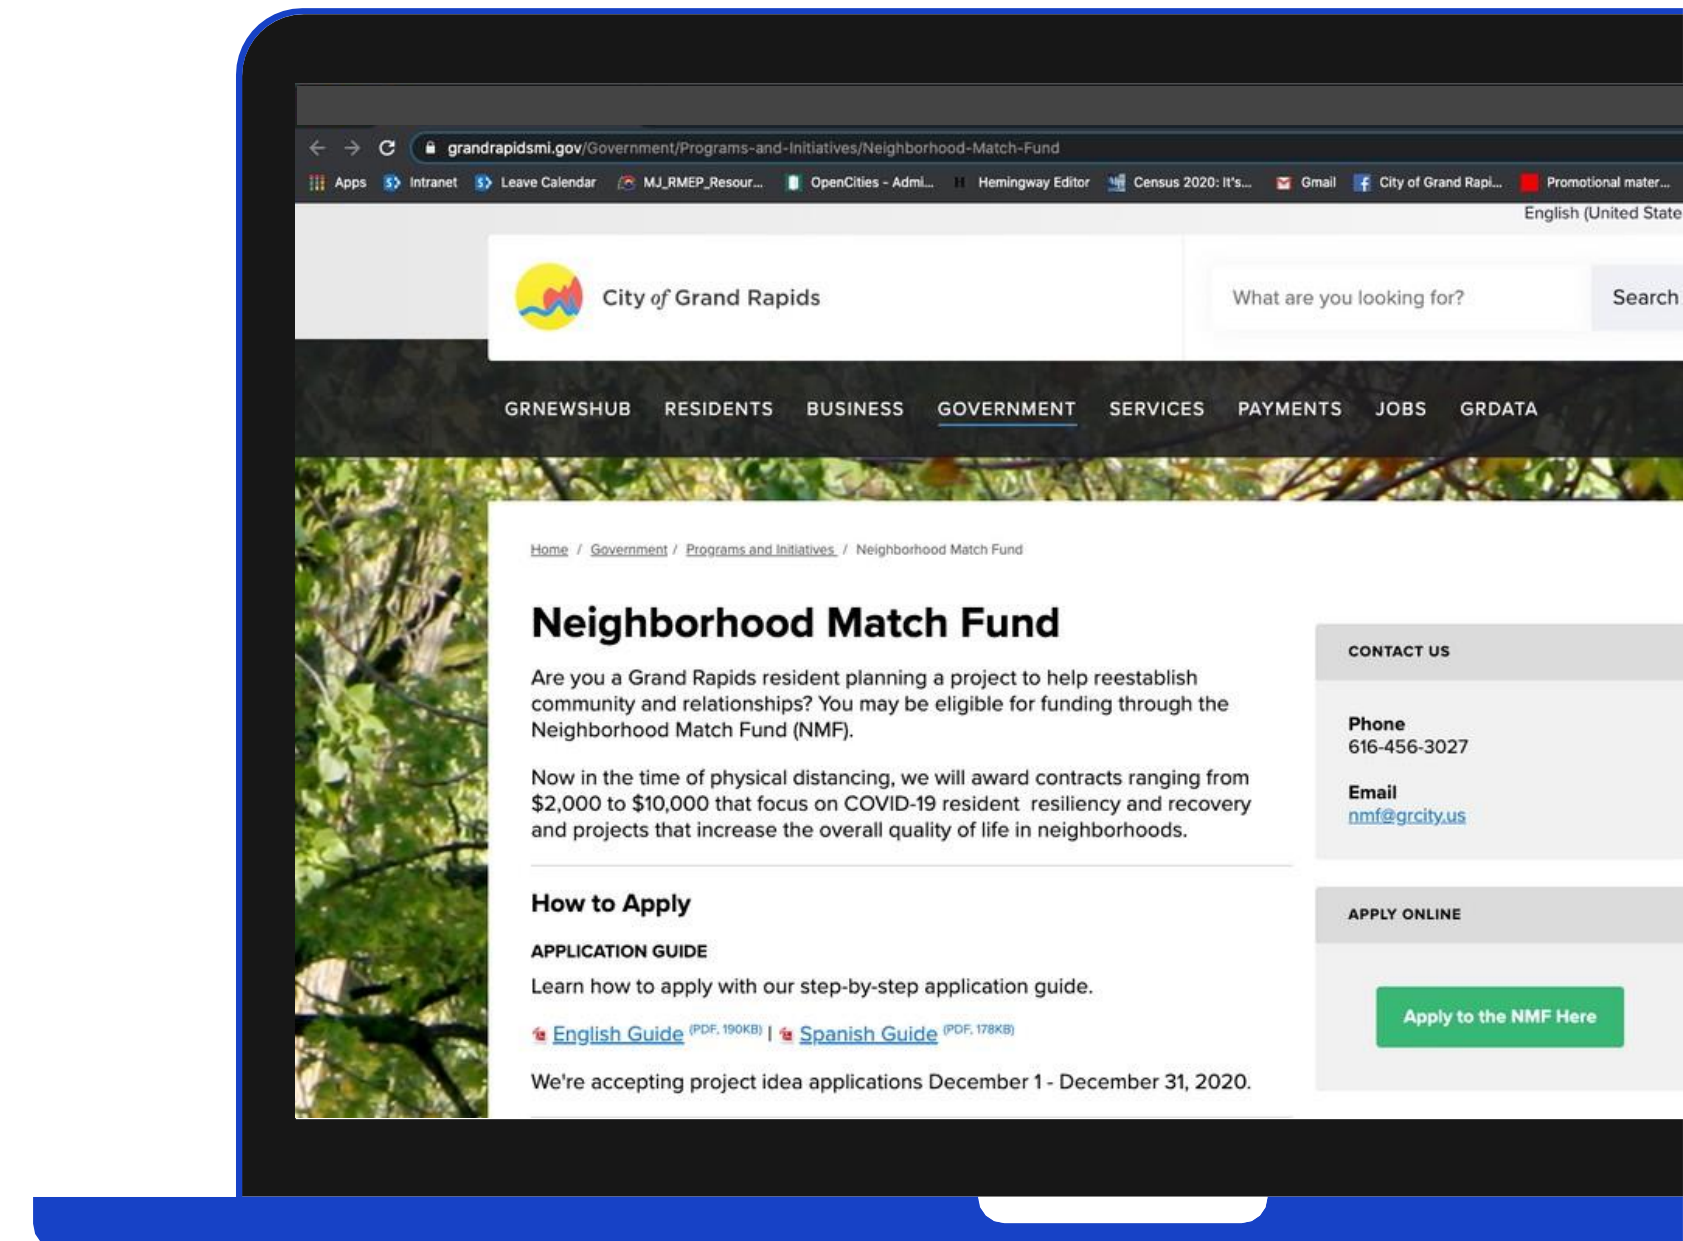 grandrapidsmi.gov/Government/Programs-and-Initiatives/Neighborhood-Match-Fund
Apps Intranet Leave Calendar MJ_RMEP_Resour... OpenCities - Admi... Hemingway Editor Census 2020: It's... Gmail City of Grand Rapi... Promotional mater...
English (United State
City of Grand Rapids
What are you looking for? Search
GRNEWSHUB RESIDENTS BUSINESS GOVERNMENT SERVICES PAYMENTS JOBS GRDATA
Home / Government / Programs and Initiatives / Neighborhood Match Fund
Neighborhood Match Fund
Are you a Grand Rapids resident planning a project to help reestablish
community and relationships? You may be eligible for funding through the
Neighborhood Match Fund (NMF).
Now in the time of physical distancing, we will award contracts ranging from
$2,000 to $10,000 that focus on COVID-19 resident resiliency and recovery
and projects that increase the overall quality of life in neighborhoods.
How to Apply
APPLICATION GUIDE
Learn how to apply with our step-by-step application guide.
English Guide (PDF, 190KB) | Spanish Guide (PDF, 178KB)
We're accepting project idea applications December 1 - December 31, 2020.
CONTACT US
Phone
616-456-3027
Email
nmf@grcity.us
APPLY ONLINE
Apply to the NMF Here